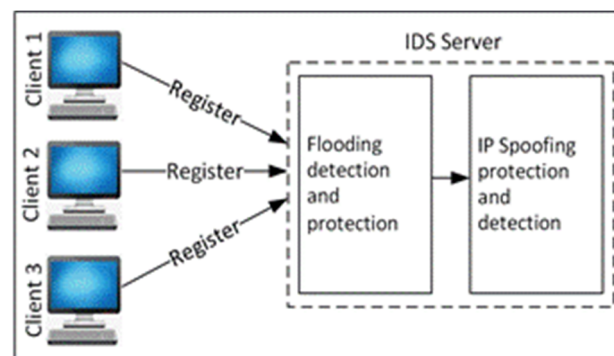 Client 1
Register
Client 2
Register
Client 3
Register
IDS Server
Flooding
detection
and
protection
IP Spoofing
protection
and
detection